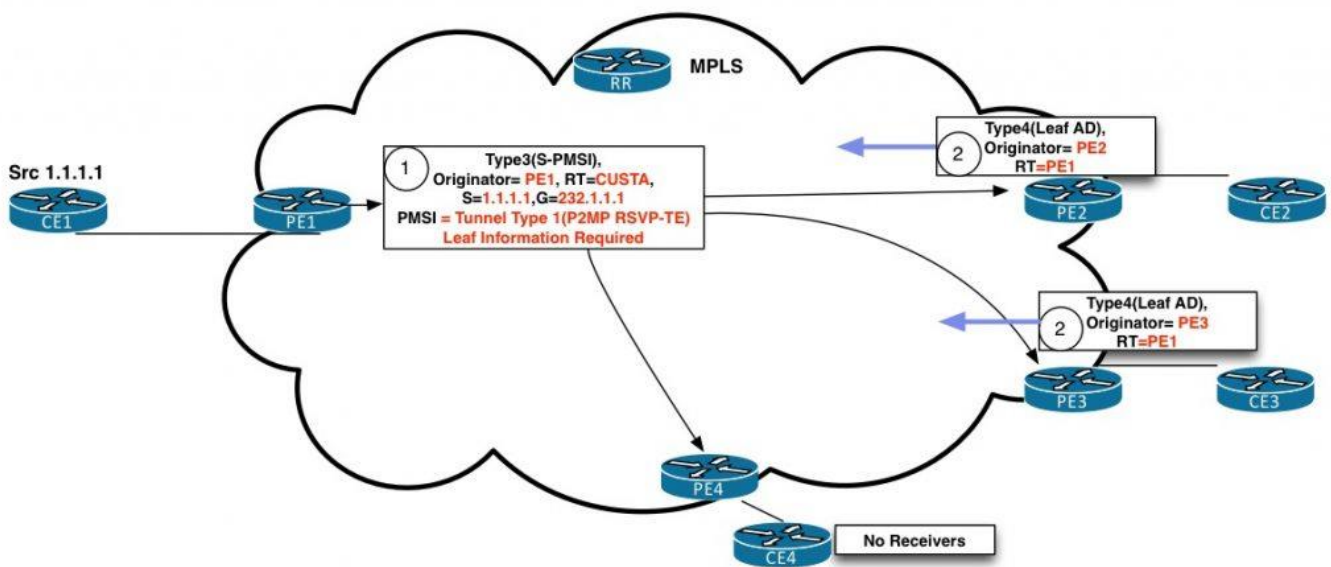 RR
MPLS
Src 1.1.1.1
CE1
PE1
1
Type3(S-PMSI),
Originator= PE1, RT=CUSTA,
S=1.1.1.1,G=232.1.1.1
PMSI = Tunnel Type 1(P2MP RSVP-TE)
Leaf Information Required
2
Type4(Leaf AD),
Originator= PE2
RT=PE1
PE2
CE2
2
Type4(Leaf AD),
Originator= PE3
RT=PE1
PE3
CE3
PE4
CE4
No Receivers